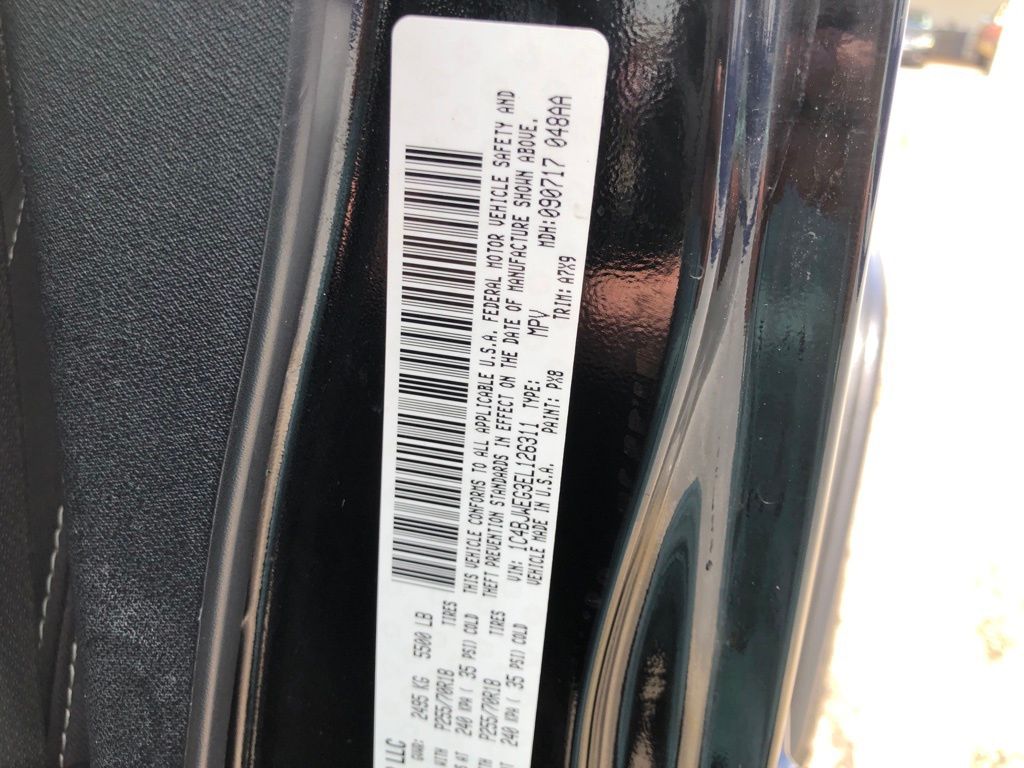 LLC
GVWR: 2495 KG 5500 LB
WITH TIRES
P255/70R18
AT 240 KPA ( 35 PSI) COLD
TIRES
P255/70R18
240 KPA ( 35 PSI) COLD
THIS VEHICLE CONFORMS TO ALL APPLICABLE U.S.A. FEDERAL MOTOR VEHICLE SAFETY AND
THEFT PREVENTION STANDARDS IN EFFECT ON THE DATE OF MANUFACTURE SHOWN ABOVE.
VIN: 1C4BJWEG3EL126311 TYPE: MPV MDH:090717 048AA
VEHICLE MADE IN U.S.A. PAINT: PX8 TRIM: A7X9